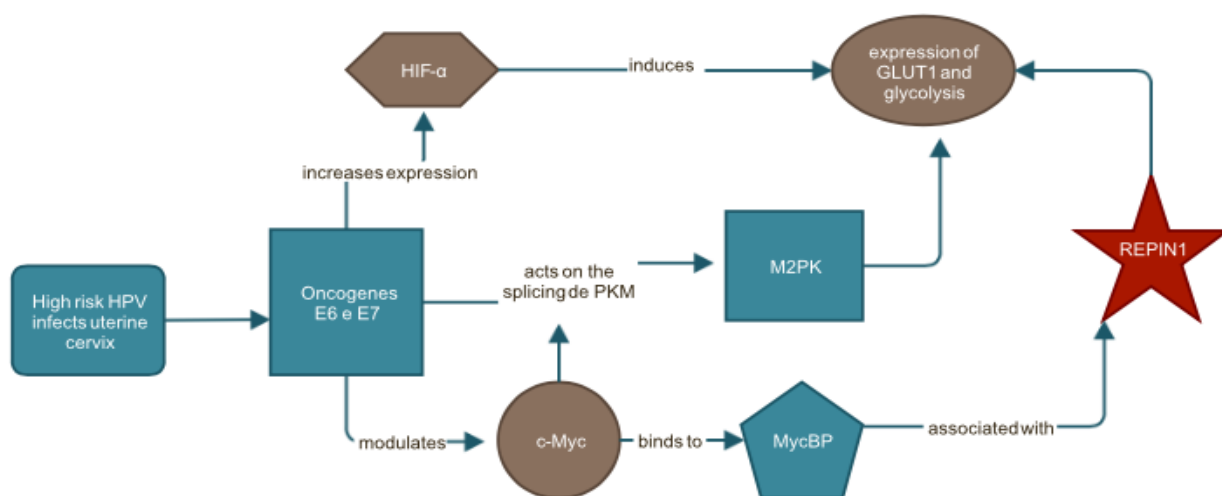 HIF-α
induces
expression of
GLUT1 and
glycolysis
increases expression
High risk HPV
infects uterine
cervix
Oncogenes
E6 e E7
acts on the
splicing de PKM
M2PK
REPIN1
modulates
c-Myc
binds to
MycBP
associated with